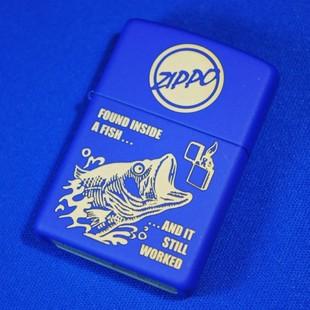 ZIPPO
FOUND INSIDE
A FISH...
...AND IT
STILL
WORKED